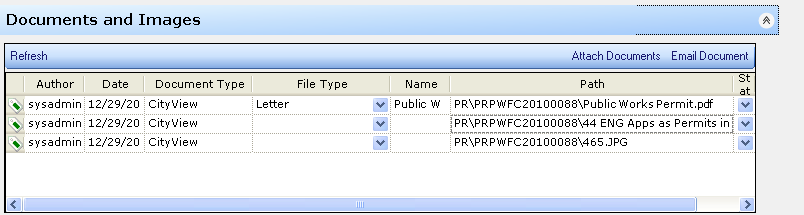 Documents and Images
Refresh Attach Documents Email Document
Author Date Document Type File Type Name Path St at
sysadmin 12/29/20 CityView Letter Public W PR\PRPWFC20100088\Public Works Permit.pdf
sysadmin 12/29/20 CityView PR\PRPWFC20100088\44 ENG Apps as Permits in
sysadmin 12/29/20 CityView PR\PRPWFC20100088\465.JPG